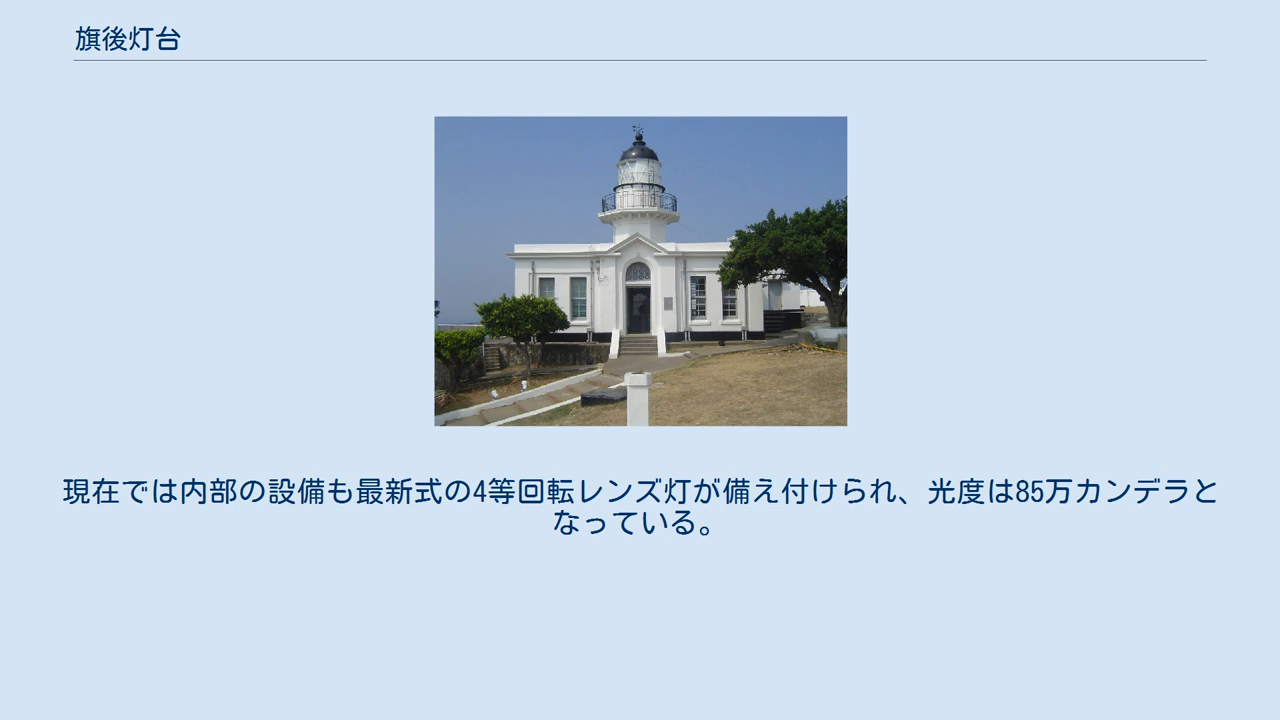 旗後灯台
現在では内部の設備も最新式の4等回転レンズ灯が備え付けられ、光度は85万カンデラと
なっている。